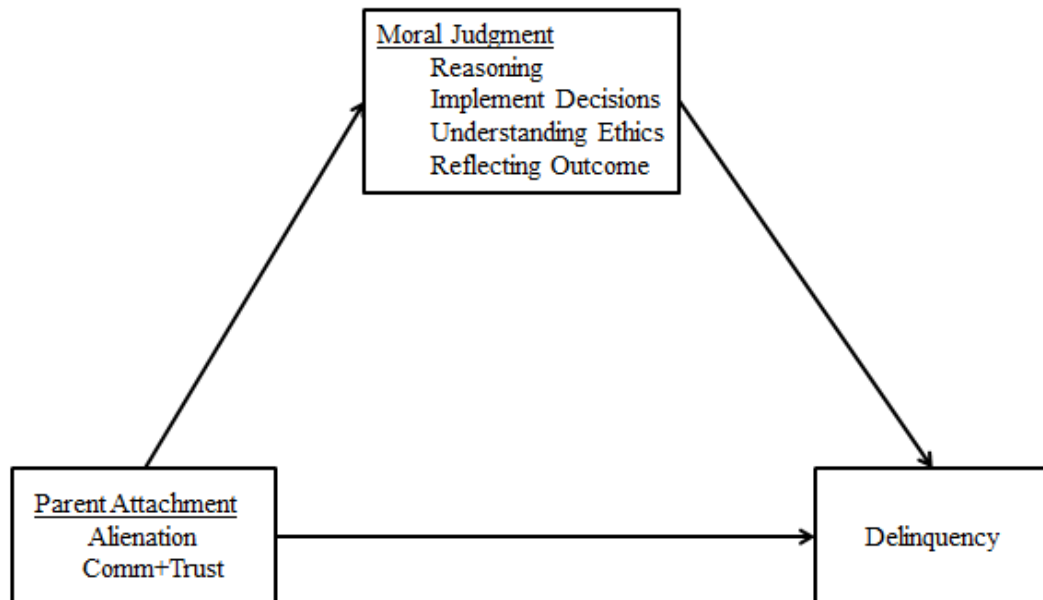 Moral Judgment
Reasoning
Implement Decisions
Understanding Ethics
Reflecting Outcome
Parent Attachment
Alienation
Comm+Trust
Delinquency